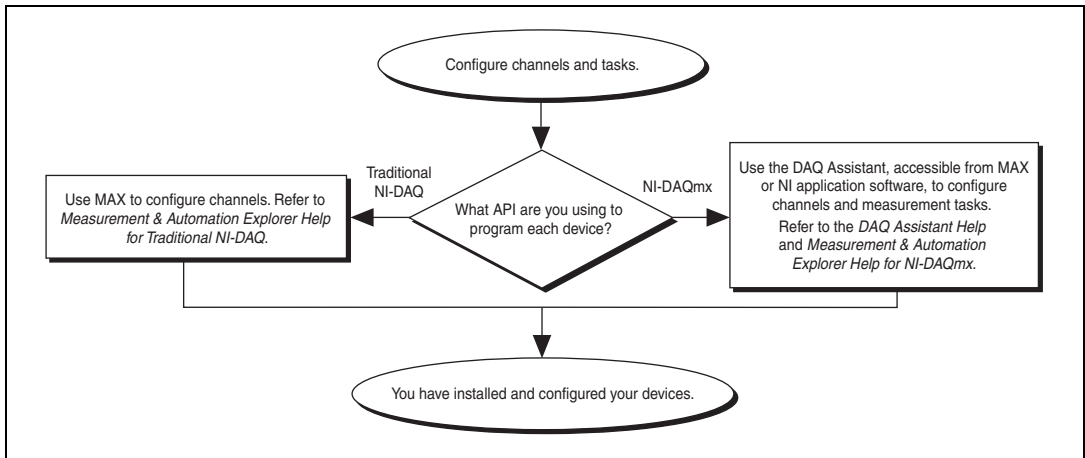 Configure channels and tasks.
Traditional
NI-DAQ
NI-DAQmx
Use MAX to configure channels. Refer to
Measurement & Automation Explorer Help
for Traditional NI-DAQ.
What API are you using to
program each device?
Use the DAQ Assistant, accessible from MAX
or NI application software, to configure
channels and measurement tasks.
Refer to the DAQ Assistant Help
and Measurement & Automation
Explorer Help for NI-DAQmx.
You have installed and configured your devices.